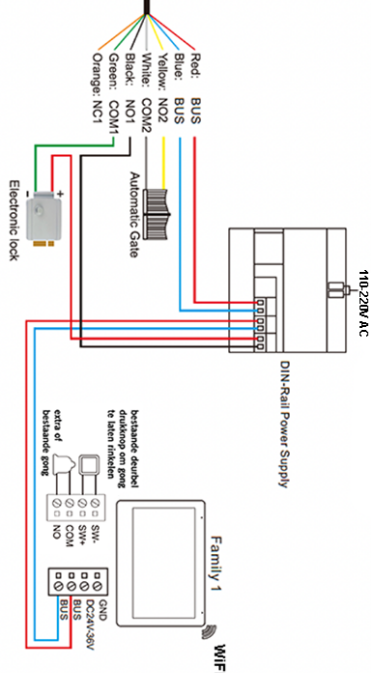 Red: BUS
Blue: BUS
Yellow: NO2
White: COM2
Black: NO1
Green: COM1
Orange: NC1
Automatic Gate
+
-
Electronic lock
110-220V AC
DIN-Rail Power Supply
bestaande deurbel
drukknop om gong
te laten rinkelen
extra of
bestaande gong
SW-
SW+
COM
NO
Family 1
WiF
GND
DC24V-36V
BUS
BUS